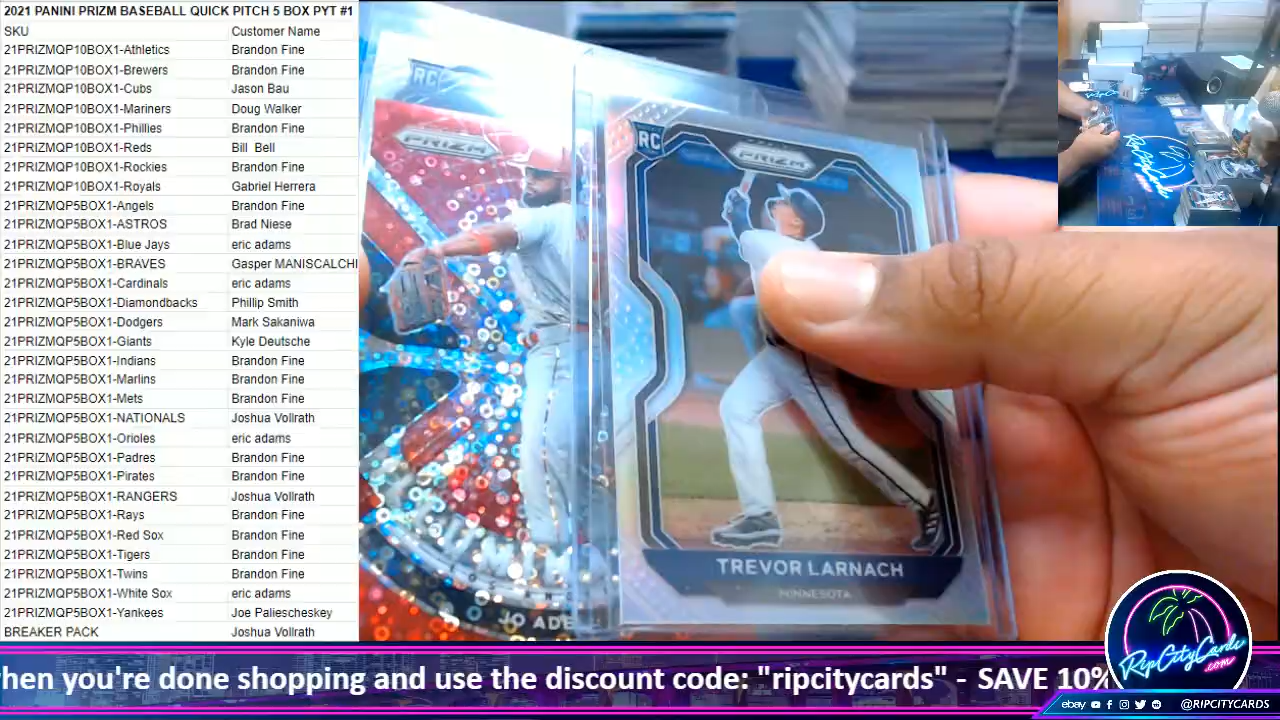 2021 PANINI PRIZM BASEBALL QUICK PITCH 5 BOX PYT #1
SKU Customer Name
21PRIZMQP10BOX1-Athletics Brandon Fine
21PRIZMQP10BOX1-Brewers Brandon Fine
21PRIZMQP10BOX1-Cubs Jason Bau
21PRIZMQP10BOX1-Mariners Doug Walker
21PRIZMQP10BOX1-Phillies Brandon Fine
21PRIZMQP10BOX1-Reds Bill Bell
21PRIZMQP10BOX1-Rockies Brandon Fine
21PRIZMQP10BOX1-Royals Gabriel Herrera
21PRIZMQP5BOX1-Angels Brandon Fine
21PRIZMQP5BOX1-ASTROS Brad Niese
21PRIZMQP5BOX1-Blue Jays eric adams
21PRIZMQP5BOX1-BRAVES Gasper MANISCALCHI
21PRIZMQP5BOX1-Cardinals eric adams
21PRIZMQP5BOX1-Diamondbacks Phillip Smith
21PRIZMQP5BOX1-Dodgers Mark Sakaniwa
21PRIZMQP5BOX1-Giants Kyle Deutsche
21PRIZMQP5BOX1-Indians Brandon Fine
21PRIZMQP5BOX1-Marlins Brandon Fine
21PRIZMQP5BOX1-Mets Brandon Fine
21PRIZMQP5BOX1-NATIONALS Joshua Vollrath
21PRIZMQP5BOX1-Orioles eric adams
21PRIZMQP5BOX1-Padres Brandon Fine
21PRIZMQP5BOX1-Pirates Brandon Fine
21PRIZMQP5BOX1-RANGERS Joshua Vollrath
21PRIZMQP5BOX1-Rays Brandon Fine
21PRIZMQP5BOX1-Red Sox Brandon Fine
21PRIZMQP5BOX1-Tigers Brandon Fine
21PRIZMQP5BOX1-Twins Brandon Fine
21PRIZMQP5BOX1-White Sox eric adams
21PRIZMQP5BOX1-Yankees Joe Paliescheskey
BREAKER PACK Joshua Vollrath
RC
PRIZM
JO ADE
RC
PRIZM
TREVOR LARNACH
MINNESOTA
hen you're done shopping and use the discount code: "ripcitycards" - SAVE 10%
RipCityCards
.com
ebay @RIPCITYCARDS